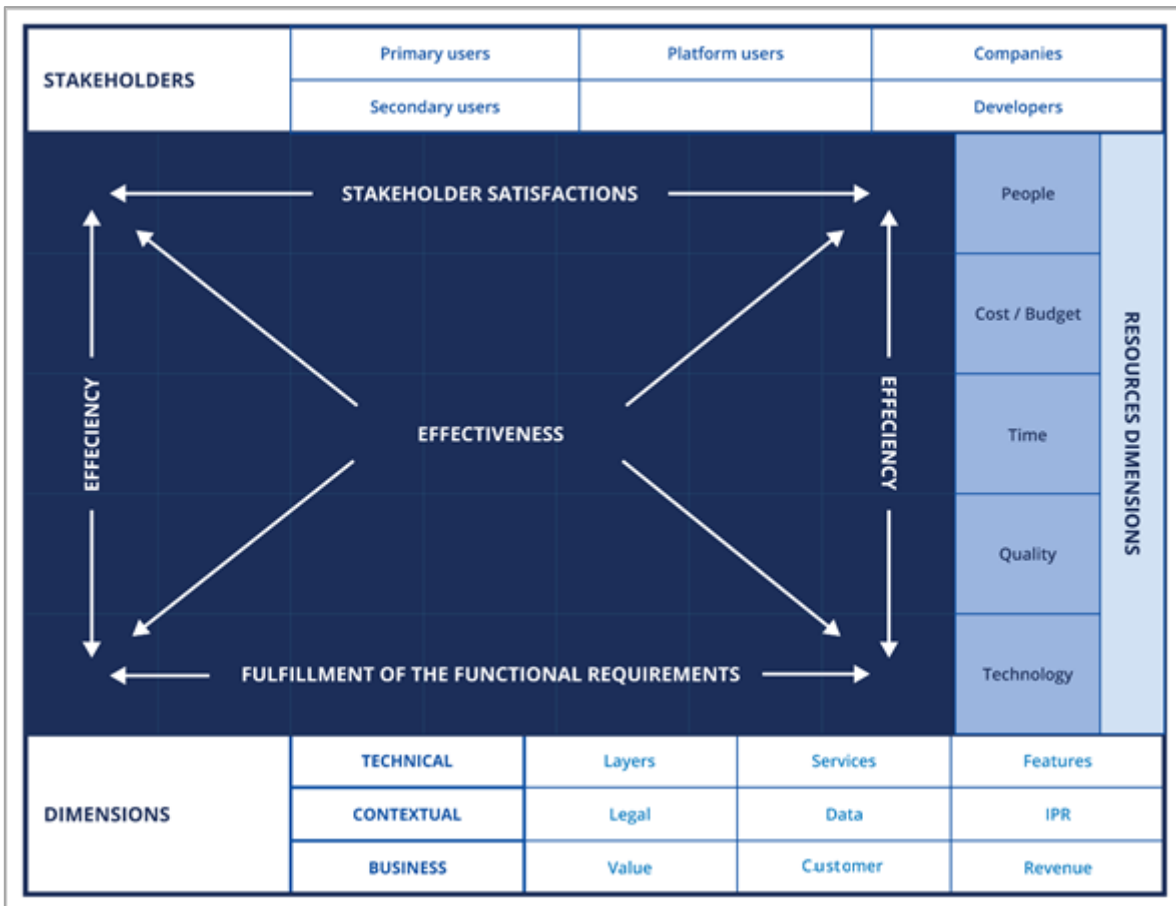 STAKEHOLDERS
Primary users
Platform users
Companies
Secondary users
Developers
STAKEHOLDER SATISFACTIONS
People
Cost / Budget
EFFECIENCY
EFFECTIVENESS
EFFECIENCY
Time
RESOURCES DIMENSIONS
Quality
FULFILLMENT OF THE FUNCTIONAL REQUIREMENTS
Technology
DIMENSIONS
TECHNICAL
Layers
Services
Features
CONTEXTUAL
Legal
Data
IPR
BUSINESS
Value
Customer
Revenue